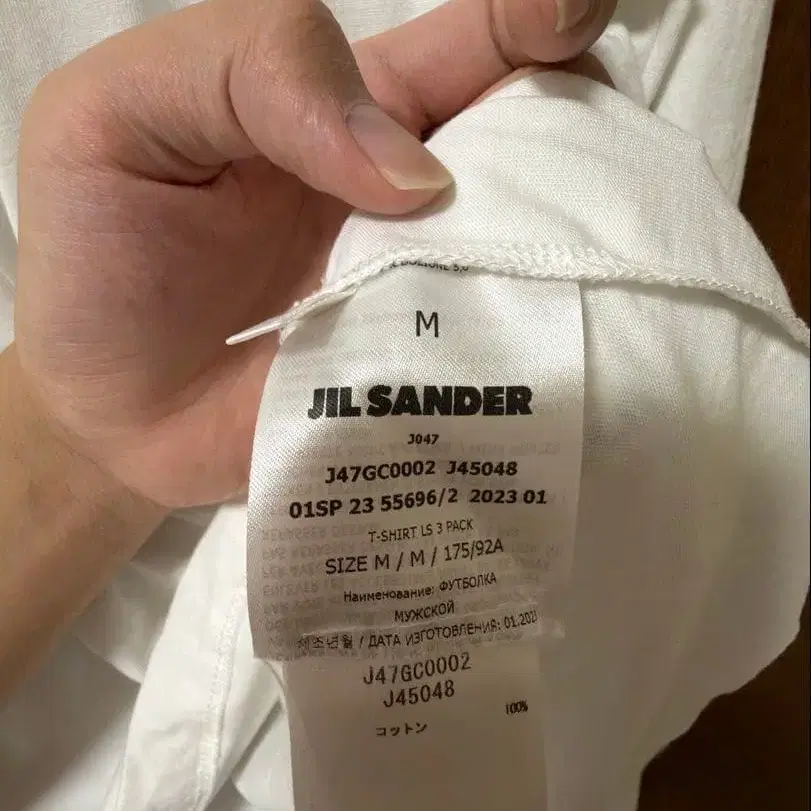 M
JIL SANDER
J047
J47GC0002 J45048
01SP 23 55696/2 2023 01
T-SHIRT LS 3 PACK
SIZE M / M / 175/92A
Наименование: ФУТБОЛКА
МУЖСКОЙ
제조년월 / ДАТА ИЗГОТОВЛЕНИЯ: 01.202
J47GC0002
J45048
100%
コットン